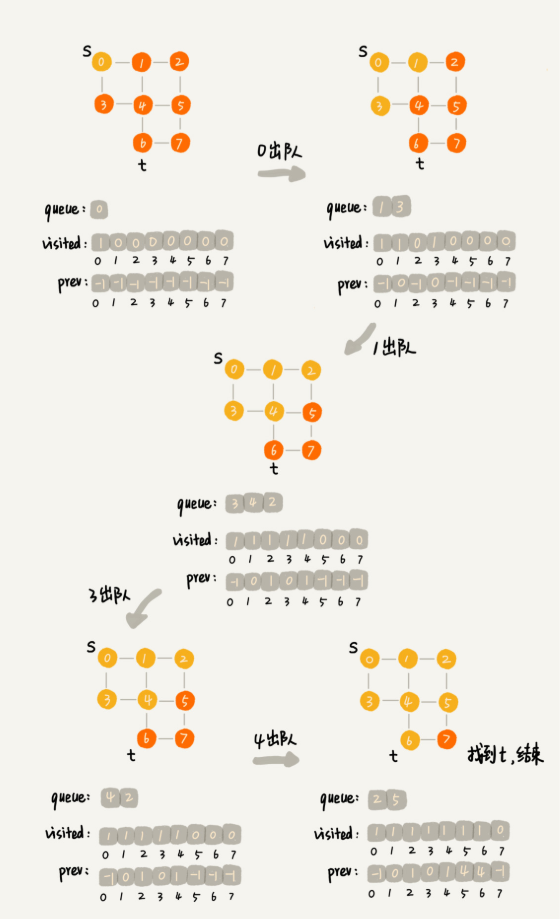 S
0 1 2
3 4 5
6 7
t
queue: 0
visited: 1 0 0 0 0 0 0 0
0 1 2 3 4 5 6 7
prev: -1 -1 -1 -1 -1 -1 -1 -1
0 1 2 3 4 5 6 7
0出队
S
0 1 2
3 4 5
6 7
t
queue: 1 3
visited: 1 1 0 1 0 0 0 0
0 1 2 3 4 5 6 7
prev: -1 0 -1 0 -1 -1 -1 -1
0 1 2 3 4 5 6 7
1出队
S
0 1 2
3 4 5
6 7
t
queue: 3 4 2
visited: 1 1 1 1 1 0 0 0
0 1 2 3 4 5 6 7
prev: -1 0 1 0 1 -1 -1 -1
0 1 2 3 4 5 6 7
3出队
S
0 1 2
3 4 5
6 7
t
queue: 4 2
visited: 1 1 1 1 1 0 0 0
0 1 2 3 4 5 6 7
prev: -1 0 1 0 1 -1 -1 -1
0 1 2 3 4 5 6 7
4出队
S
0 1 2
3 4 5
6 7
t
找到t,结束
queue: 2 5
visited: 1 1 1 1 1 1 1 0
0 1 2 3 4 5 6 7
prev: -1 0 1 0 1 4 4 -1
0 1 2 3 4 5 6 7